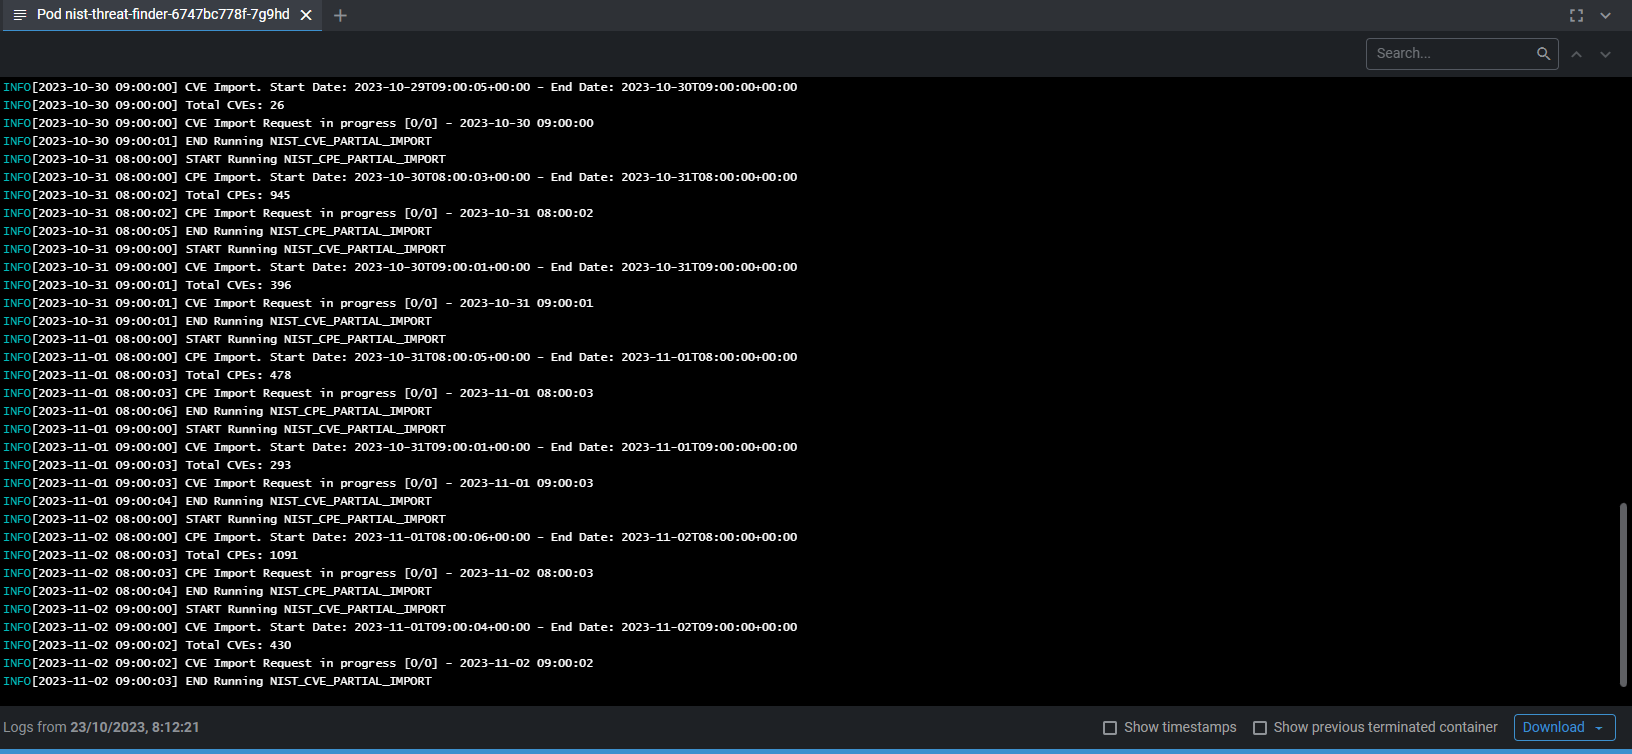 Pod nist-threat-finder-6747bc778f-7g9hd
Search...
INFO[2023-10-30 09:00:00] CVE Import. Start Date: 2023-10-29T09:00:05+00:00 - End Date: 2023-10-30T09:00:00+00:00
INFO[2023-10-30 09:00:00] Total CVEs: 26
INFO[2023-10-30 09:00:00] CVE Import Request in progress [0/0] - 2023-10-30 09:00:00
INFO[2023-10-30 09:00:01] END Running NIST_CVE_PARTIAL_IMPORT
INFO[2023-10-31 08:00:00] START Running NIST_CPE_PARTIAL_IMPORT
INFO[2023-10-31 08:00:00] CPE Import. Start Date: 2023-10-30T08:00:03+00:00 - End Date: 2023-10-31T08:00:00+00:00
INFO[2023-10-31 08:00:02] Total CPEs: 945
INFO[2023-10-31 08:00:02] CPE Import Request in progress [0/0] - 2023-10-31 08:00:02
INFO[2023-10-31 08:00:05] END Running NIST_CPE_PARTIAL_IMPORT
INFO[2023-10-31 09:00:00] START Running NIST_CVE_PARTIAL_IMPORT
INFO[2023-10-31 09:00:00] CVE Import. Start Date: 2023-10-30T09:00:01+00:00 - End Date: 2023-10-31T09:00:00+00:00
INFO[2023-10-31 09:00:01] Total CVEs: 396
INFO[2023-10-31 09:00:01] CVE Import Request in progress [0/0] - 2023-10-31 09:00:01
INFO[2023-10-31 09:00:01] END Running NIST_CVE_PARTIAL_IMPORT
INFO[2023-11-01 08:00:00] START Running NIST_CPE_PARTIAL_IMPORT
INFO[2023-11-01 08:00:00] CPE Import. Start Date: 2023-10-31T08:00:05+00:00 - End Date: 2023-11-01T08:00:00+00:00
INFO[2023-11-01 08:00:03] Total CPEs: 478
INFO[2023-11-01 08:00:03] CPE Import Request in progress [0/0] - 2023-11-01 08:00:03
INFO[2023-11-01 08:00:06] END Running NIST_CPE_PARTIAL_IMPORT
INFO[2023-11-01 09:00:00] START Running NIST_CVE_PARTIAL_IMPORT
INFO[2023-11-01 09:00:00] CVE Import. Start Date: 2023-10-31T09:00:01+00:00 - End Date: 2023-11-01T09:00:00+00:00
INFO[2023-11-01 09:00:03] Total CVEs: 293
INFO[2023-11-01 09:00:03] CVE Import Request in progress [0/0] - 2023-11-01 09:00:03
INFO[2023-11-01 09:00:04] END Running NIST_CVE_PARTIAL_IMPORT
INFO[2023-11-02 08:00:00] START Running NIST_CPE_PARTIAL_IMPORT
INFO[2023-11-02 08:00:00] CPE Import. Start Date: 2023-11-01T08:00:06+00:00 - End Date: 2023-11-02T08:00:00+00:00
INFO[2023-11-02 08:00:03] Total CPEs: 1091
INFO[2023-11-02 08:00:03] CPE Import Request in progress [0/0] - 2023-11-02 08:00:03
INFO[2023-11-02 08:00:04] END Running NIST_CPE_PARTIAL_IMPORT
INFO[2023-11-02 09:00:00] START Running NIST_CVE_PARTIAL_IMPORT
INFO[2023-11-02 09:00:00] CVE Import. Start Date: 2023-11-01T09:00:04+00:00 - End Date: 2023-11-02T09:00:00+00:00
INFO[2023-11-02 09:00:02] Total CVEs: 430
INFO[2023-11-02 09:00:02] CVE Import Request in progress [0/0] - 2023-11-02 09:00:02
INFO[2023-11-02 09:00:03] END Running NIST_CVE_PARTIAL_IMPORT
Logs from 23/10/2023, 8:12:21
Show timestamps
Show previous terminated container
Download